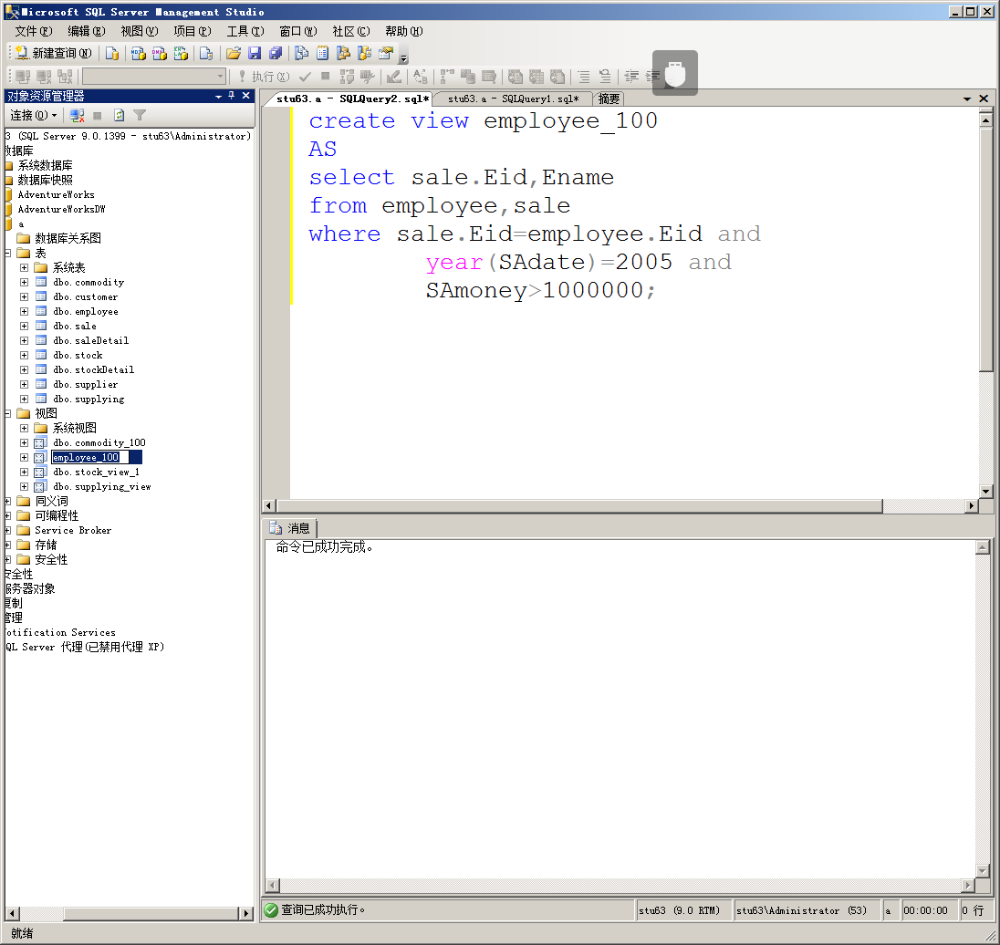 Microsoft SQL Server Management Studio
文件(F) 编辑(E) 视图(V) 项目(P) 工具(T) 窗口(W) 社区(C) 帮助(H)
新建查询(N)
执行(X)
对象资源管理器
连接(O)
3 (SQL Server 9.0.1399 - stu63\Administrator)
数据库
系统数据库
数据库快照
AdventureWorks
AdventureWorksDW
a
数据库关系图
表
系统表
dbo.commodity
dbo.customer
dbo.employee
dbo.sale
dbo.saleDetail
dbo.stock
dbo.stockDetail
dbo.supplier
dbo.supplying
视图
系统视图
dbo.commodity_100
employee_100
dbo.stock_view_1
dbo.supplying_view
同义词
可编程性
Service Broker
存储
安全性
安全性
服务器对象
复制
管理
Notification Services
QL Server 代理(已禁用代理 XP)
stu63.a - SQLQuery2.sql* stu63.a - SQLQuery1.sql* 摘要
create view employee_100
AS
select sale.Eid,Ename
from employee,sale
where sale.Eid=employee.Eid and
year(SAdate)=2005 and
SAmoney>1000000;
消息
命令已成功完成。
查询已成功执行。 stu63 (9.0 RTM) stu63\Administrator (53) a 00:00:00 0 行
就绪